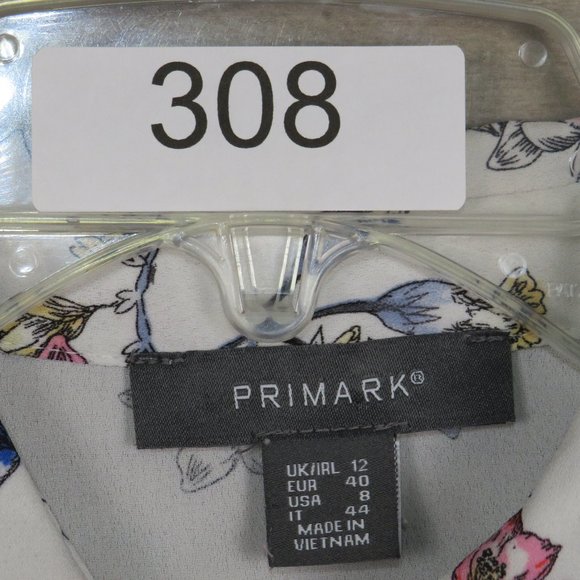 308
PRIMARK®
UK/IRL 12
EUR 40
USA 8
IT 44
MADE IN
VIETNAM